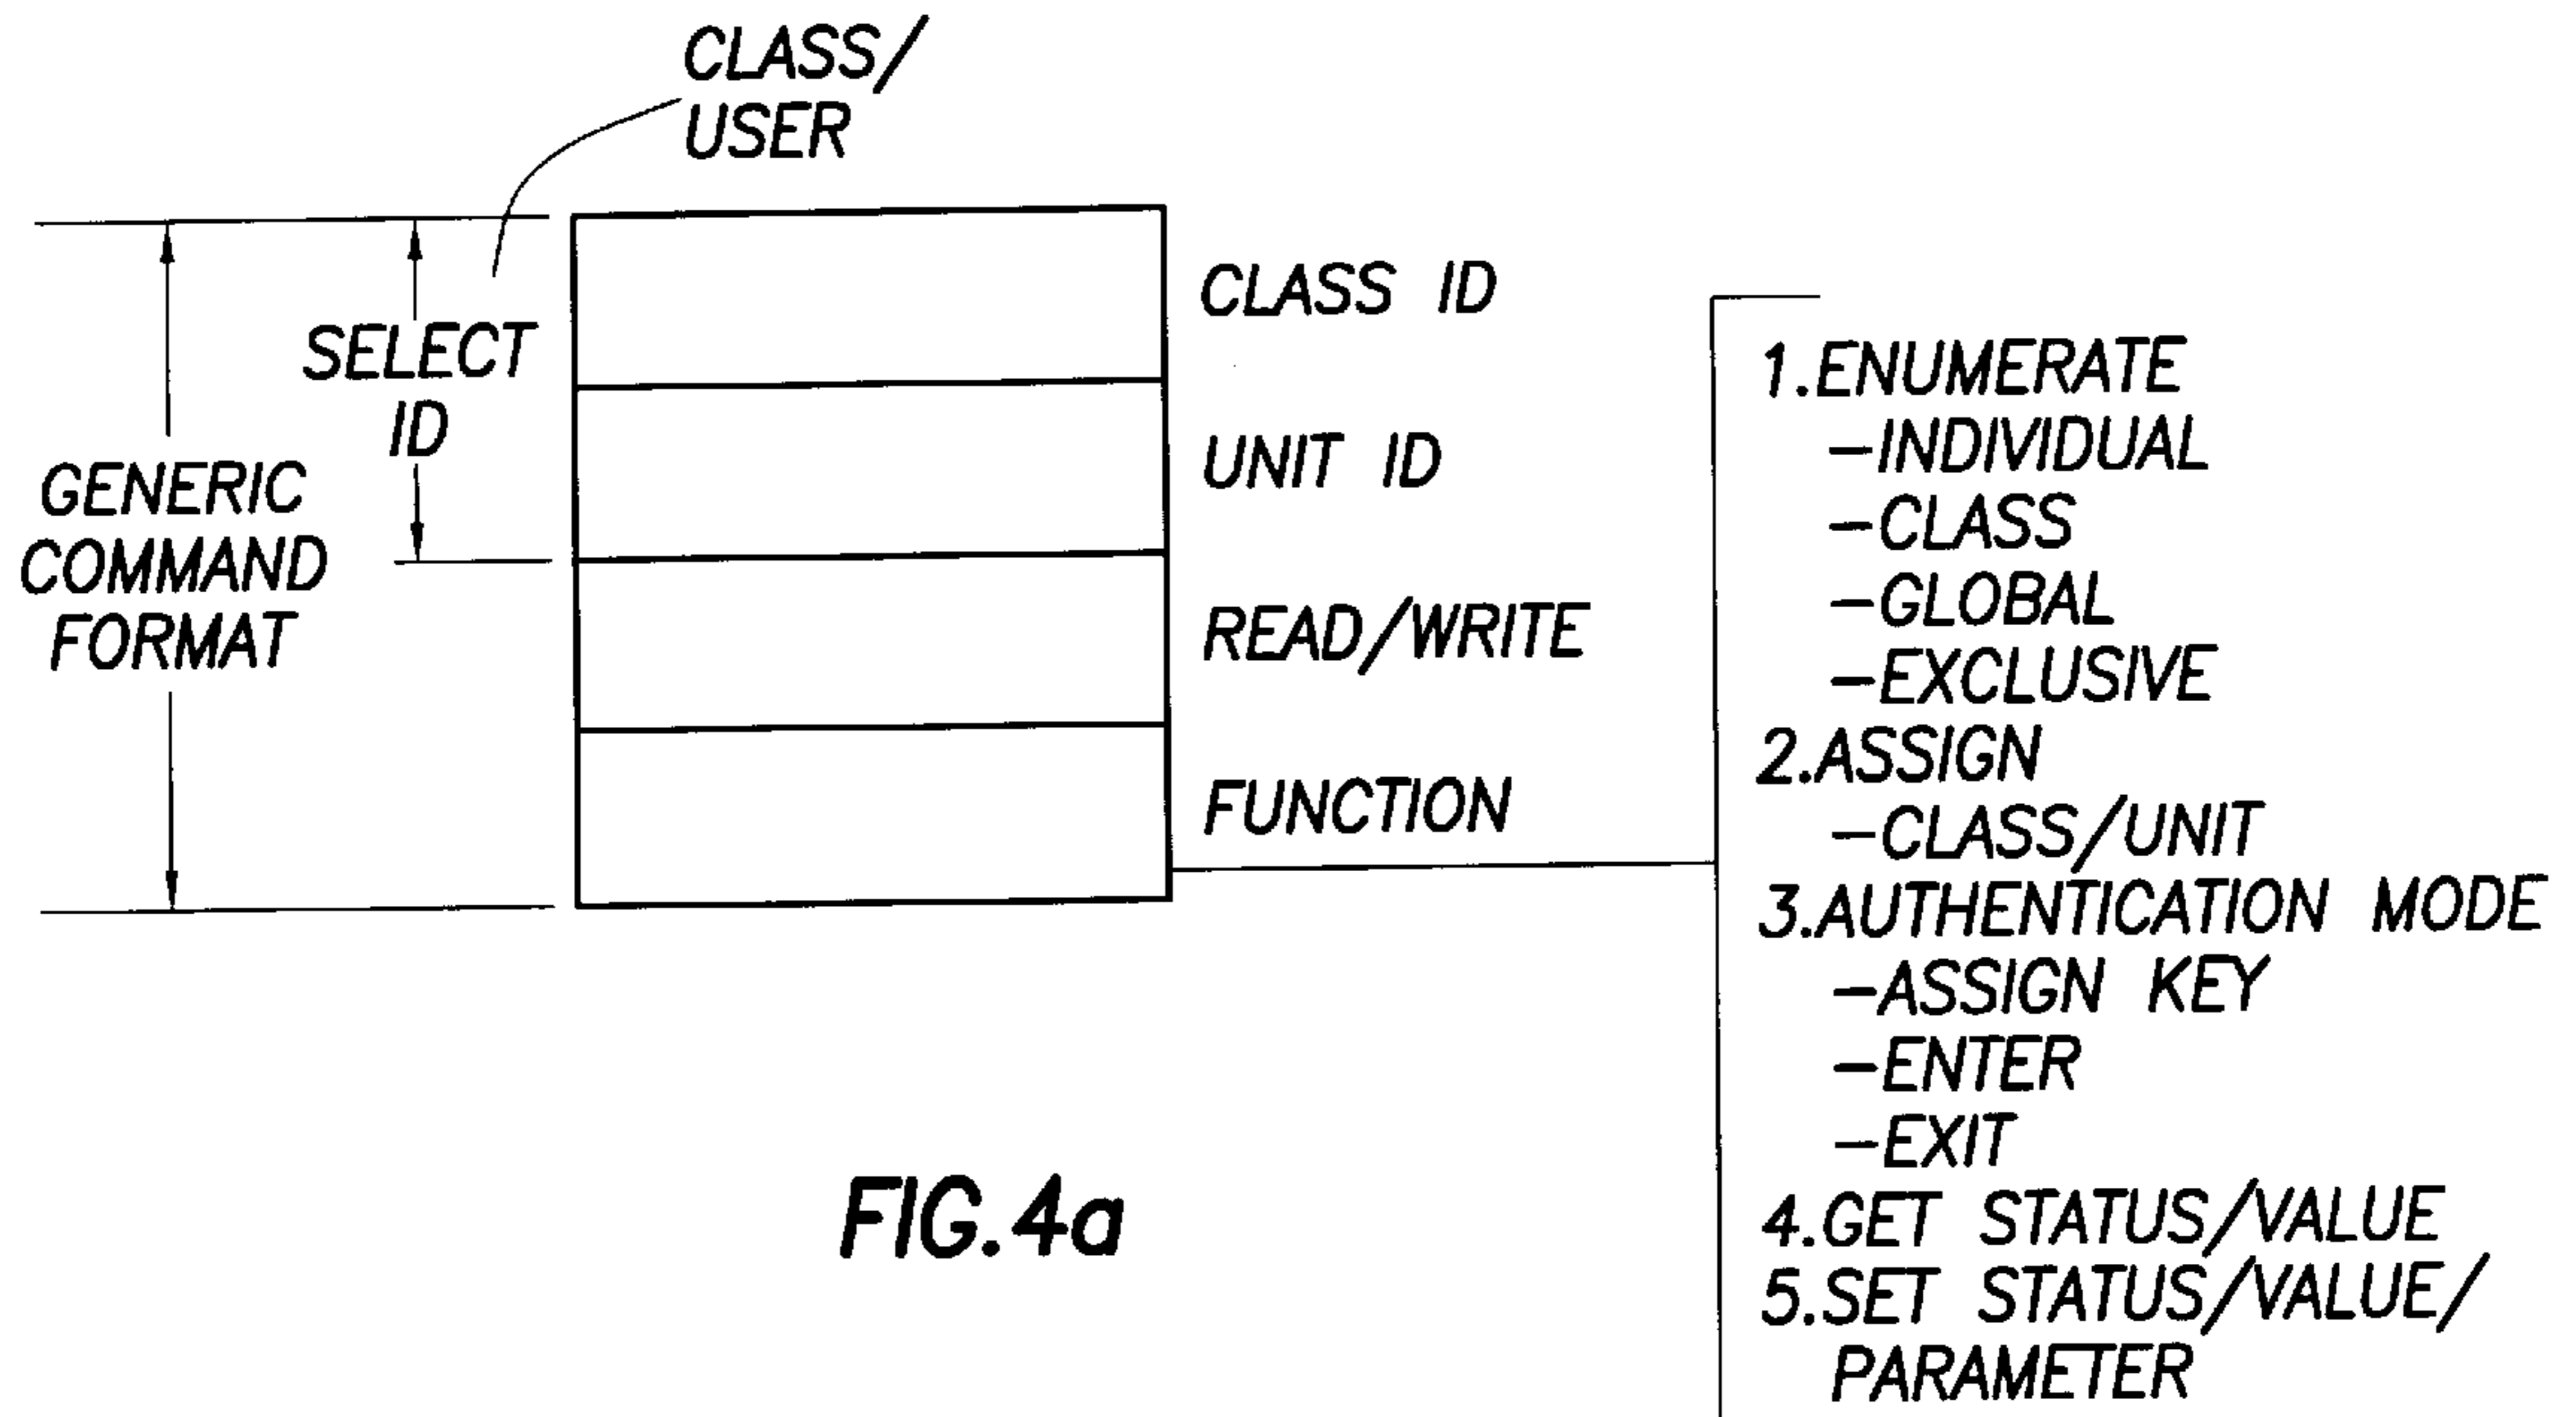 CLASS/
USER
SELECT
ID
GENERIC
COMMAND
FORMAT
CLASS ID
UNIT ID
READ/WRITE
FUNCTION
1.ENUMERATE
-INDIVIDUAL
-CLASS
-GLOBAL
-EXCLUSIVE
2.ASSIGN
-CLASS/UNIT
3.AUTHENTICATION MODE
-ASSIGN KEY
-ENTER
-EXIT
4.GET STATUS/VALUE
5.SET STATUS/VALUE/
PARAMETER
FIG.4a